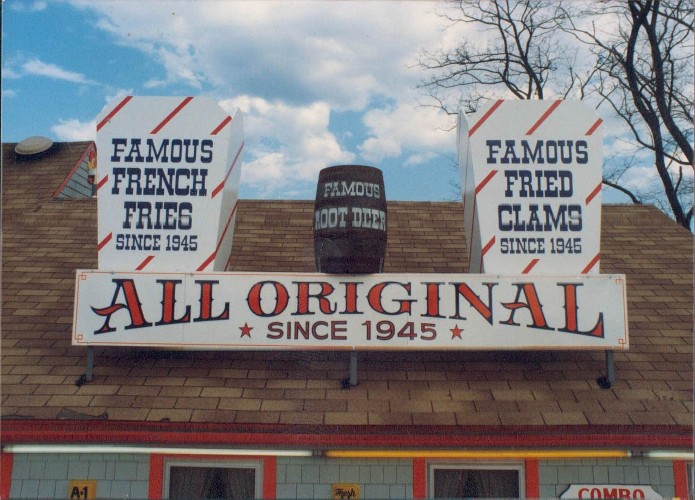 FAMOUS
FRENCH
FRIES
SINCE 1945
FAMOUS
ROOT BEER
FAMOUS
FRIED
CLAMS
SINCE 1945
ALL ORIGINAL
★ SINCE 1945 ★
A·1
Fresh
COMBO